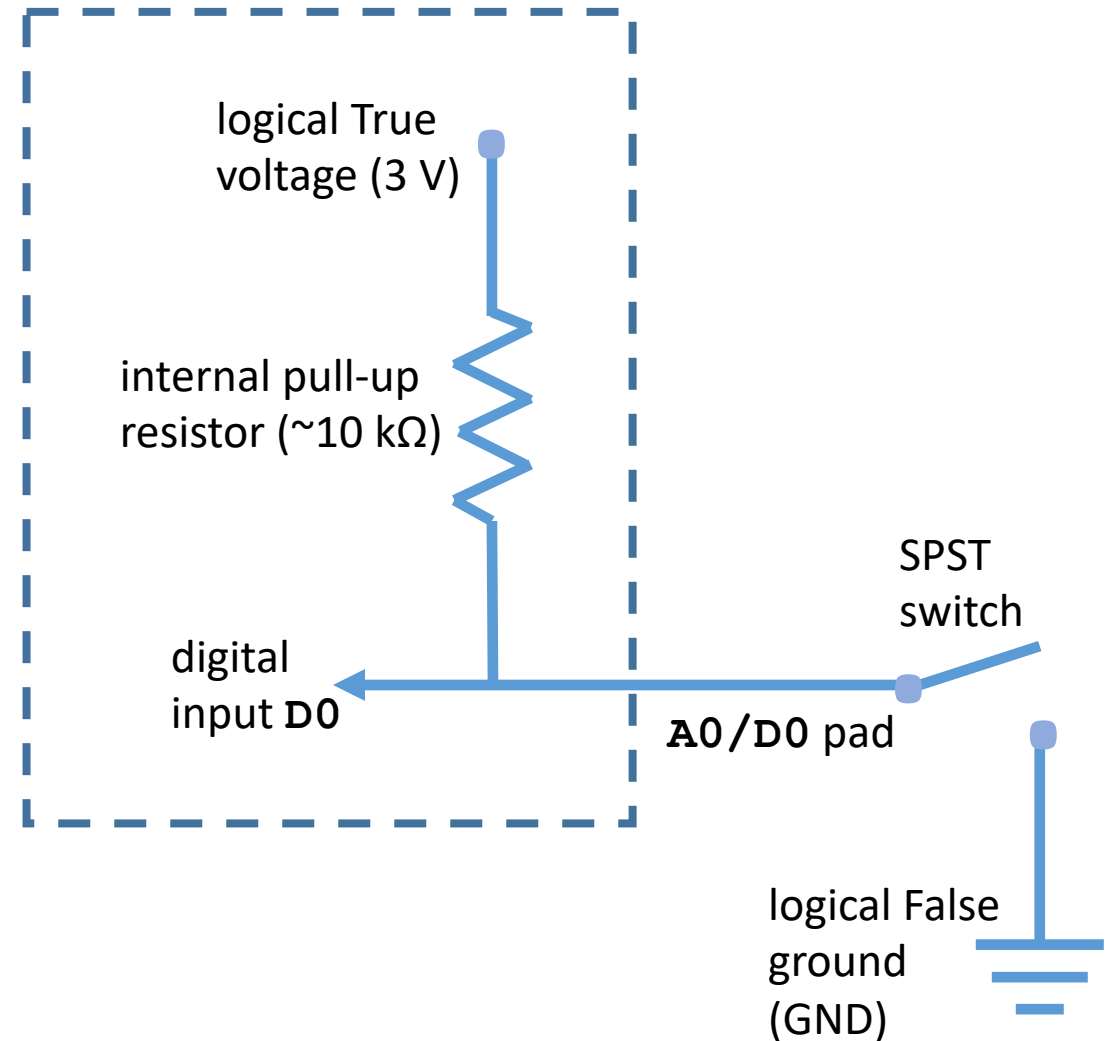 logical True
voltage (3 V)
internal pull-up
resistor (~10 kΩ)
SPST
switch
digital
input D0
A0/D0 pad
logical False
ground
(GND)